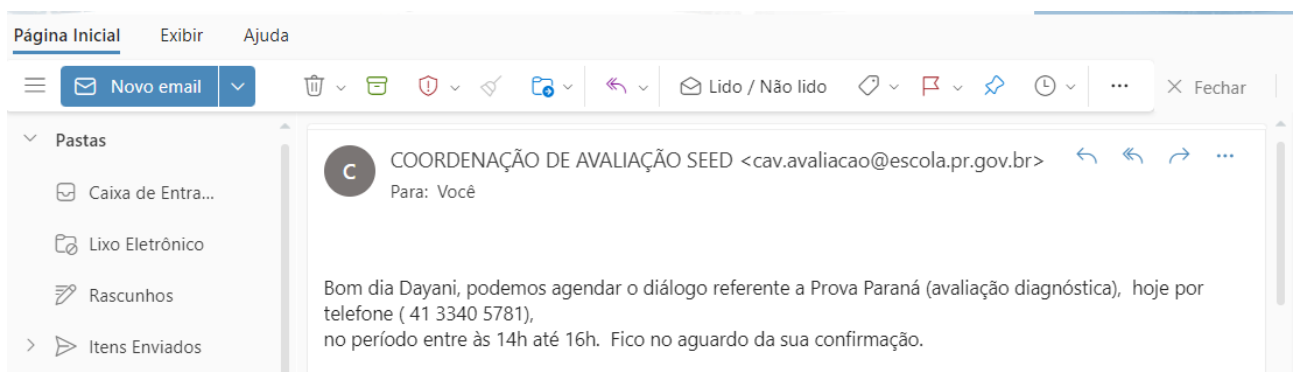 Página Inicial Exibir Ajuda
Novo email Lido / Não lido Fechar
Pastas
Caixa de Entra...
Lixo Eletrônico
Rascunhos
Itens Enviados
C
COORDENAÇÃO DE AVALIAÇÃO SEED <cav.avaliacao@escola.pr.gov.br>
Para: Você
Bom dia Dayani, podemos agendar o diálogo referente a Prova Paraná (avaliação diagnóstica), hoje por
telefone ( 41 3340 5781),
no período entre às 14h até 16h. Fico no aguardo da sua confirmação.